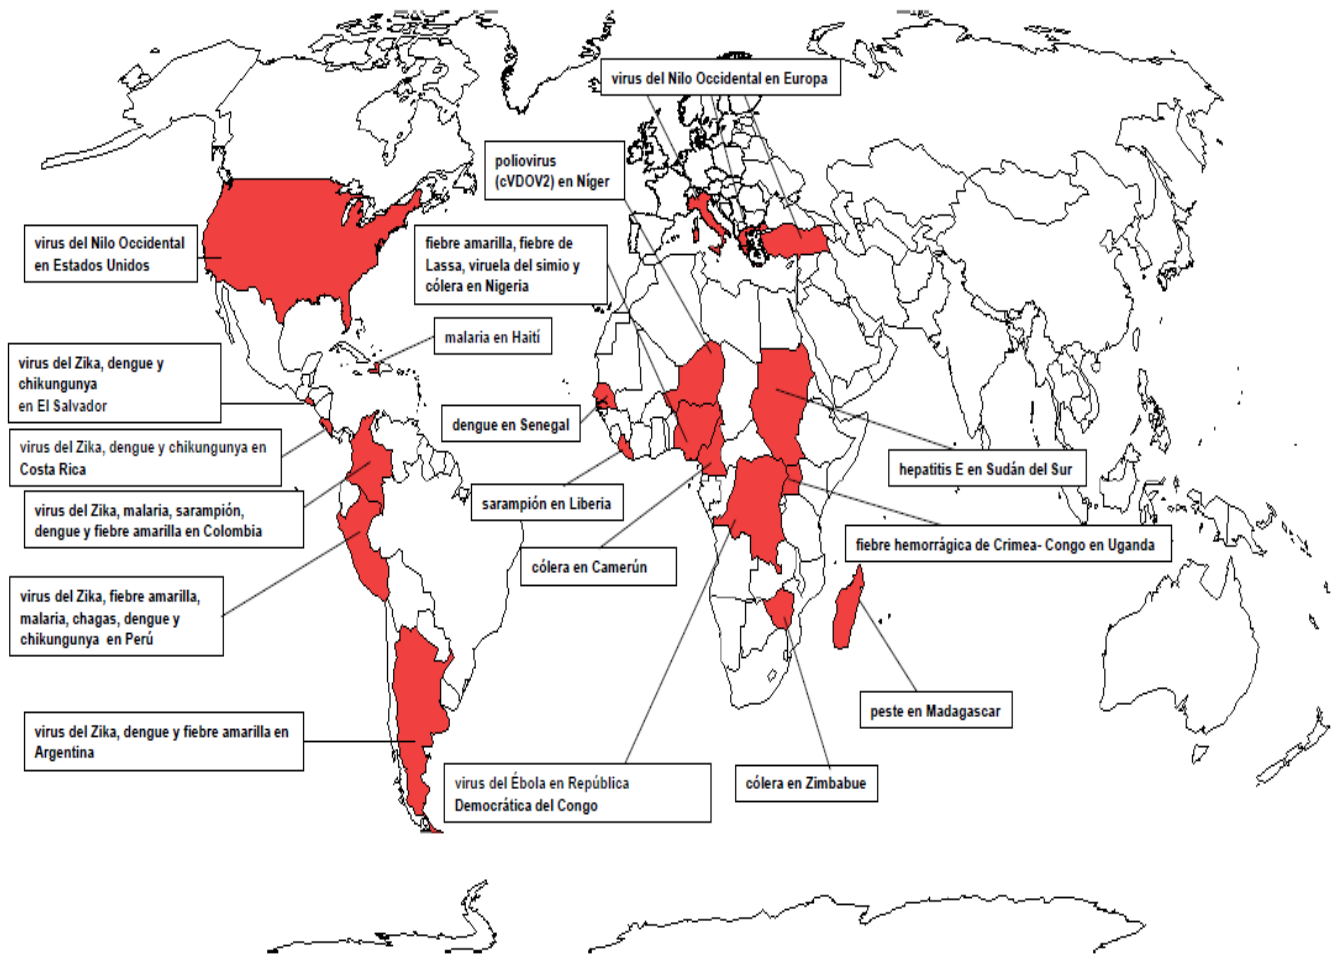 virus del Nilo Occidental en Europa
poliovirus
(cVDOV2) en Níger
virus del Nilo Occidental
en Estados Unidos
fiebre amarilla, fiebre de
Lassa, viruela del simio y
cólera en Nigeria
malaria en Haití
virus del Zika, dengue y
chikungunya
en El Salvador
dengue en Senegal
virus del Zika, dengue y chikungunya en
Costa Rica
hepatitis E en Sudán del Sur
sarampión en Liberia
virus del Zika, malaria, sarampión,
dengue y fiebre amarilla en Colombia
fiebre hemorrágica de Crimea- Congo en Uganda
cólera en Camerún
virus del Zika, fiebre amarilla,
malaria, chagas, dengue y
chikungunya en Perú
peste en Madagascar
virus del Zika, dengue y fiebre amarilla en
Argentina
virus del Ébola en República
Democrática del Congo
cólera en Zimbabue